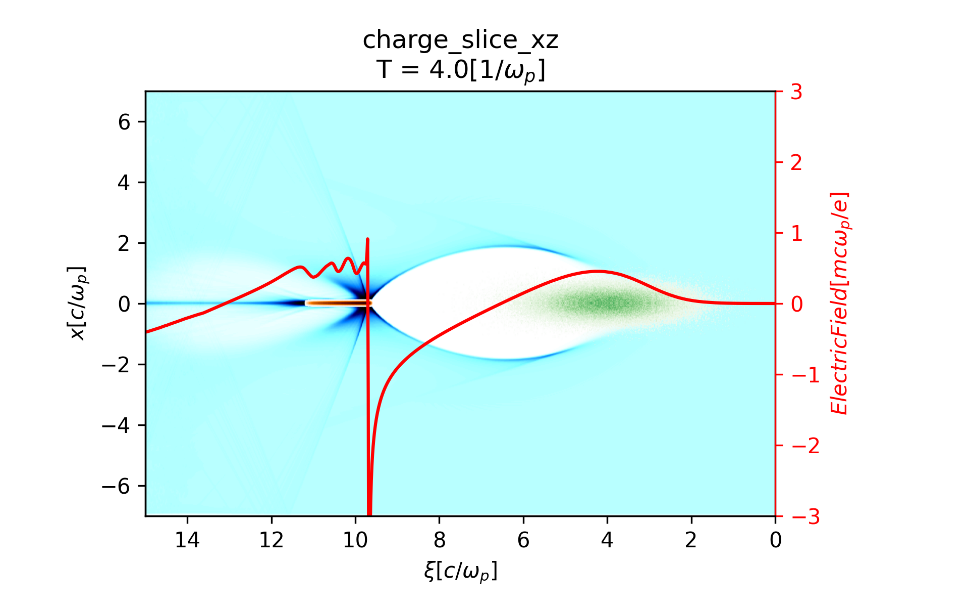 charge_slice_xz
T = 4.0[1/ω_p]
6
4
2
0
−2
−4
−6
x[c/ω_p]
3
2
1
0
−1
−2
−3
ElectricField[mcω_p/e]
14 12 10 8 6 4 2 0
ξ[c/ω_p]